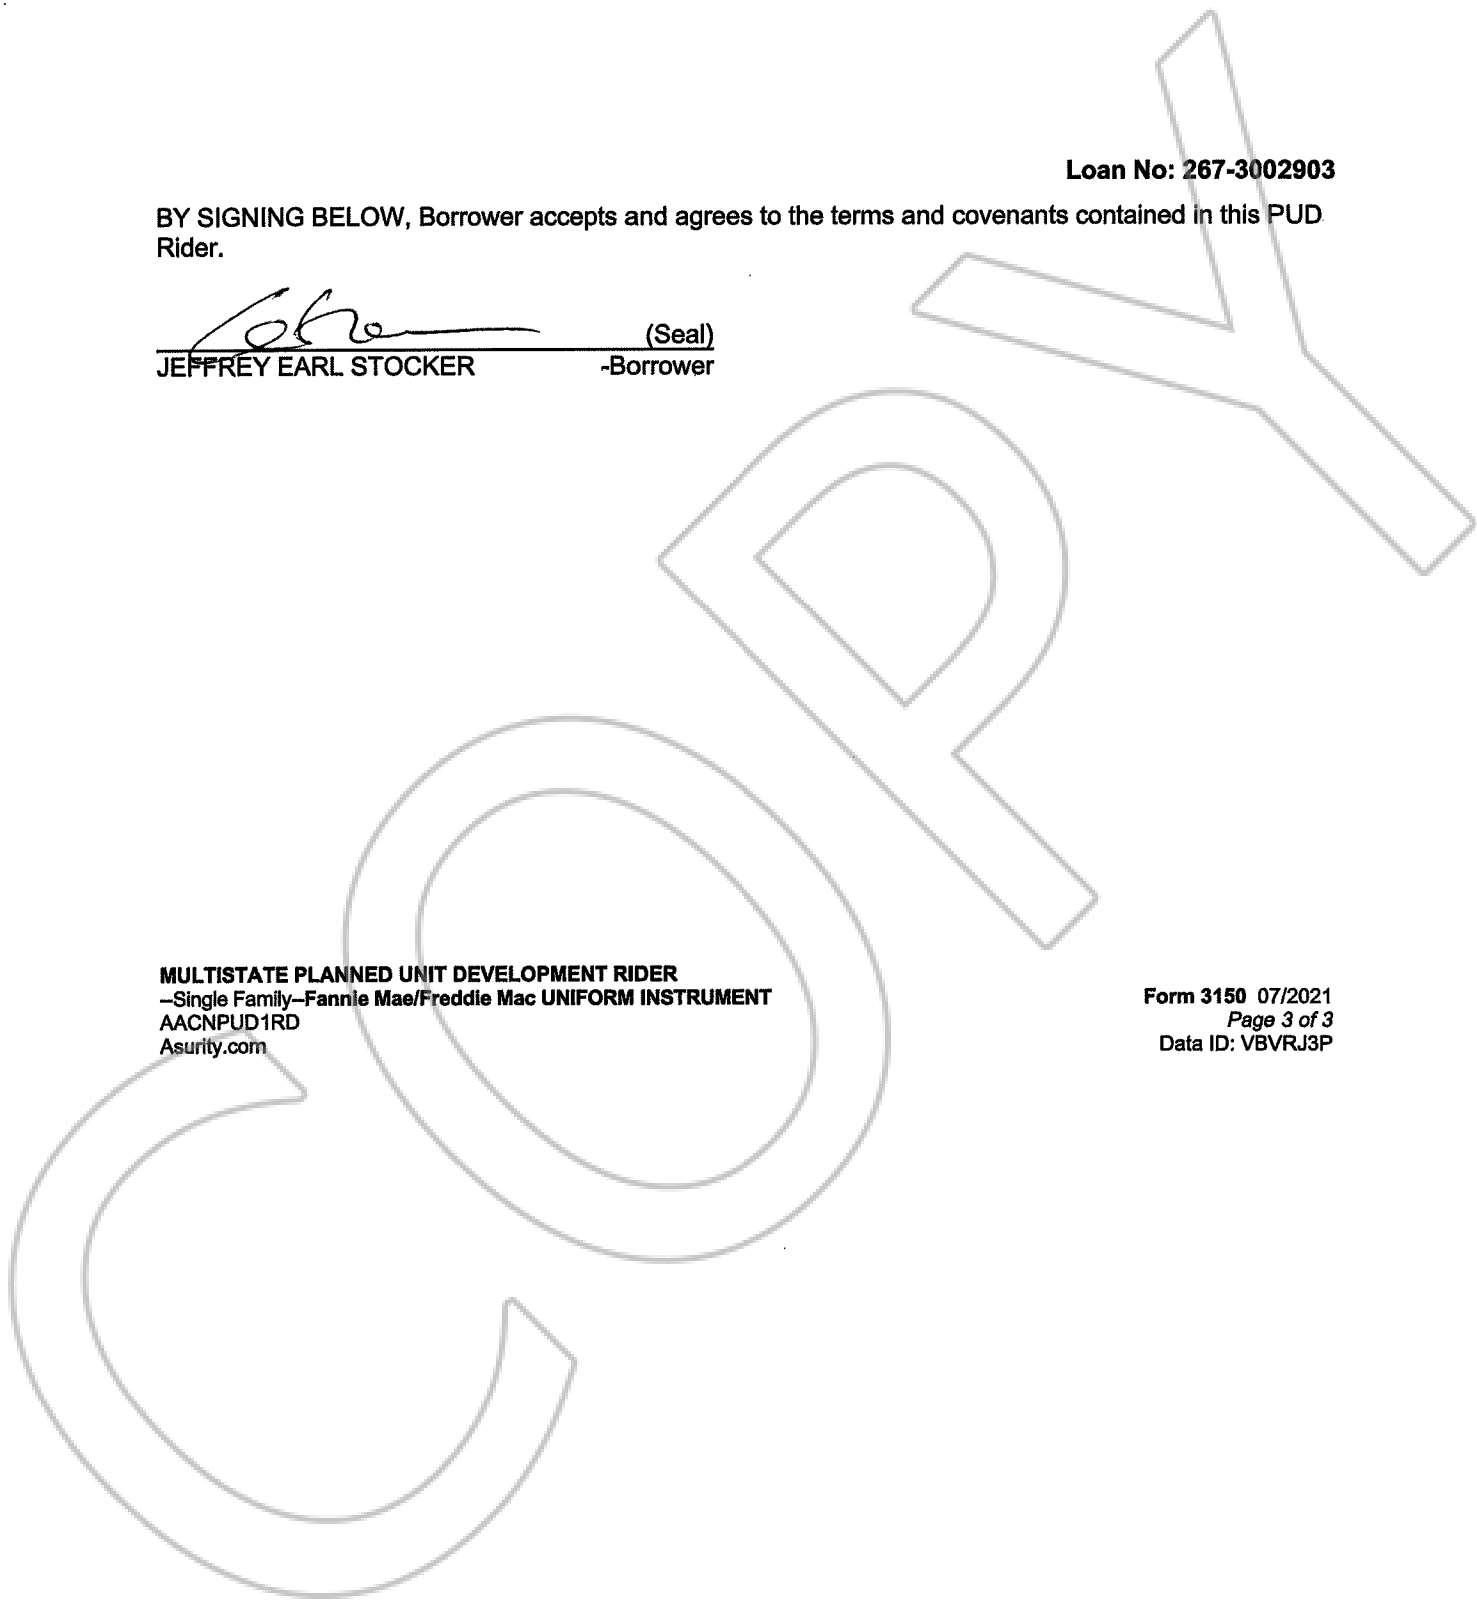 Loan No: 267-3002903
BY SIGNING BELOW, Borrower accepts and agrees to the terms and covenants contained in this PUD
Rider.
(Seal)
JEFFREY EARL STOCKER -Borrower
MULTISTATE PLANNED UNIT DEVELOPMENT RIDER
–Single Family–Fannie Mae/Freddie Mac UNIFORM INSTRUMENT
AACNPUD1RD
Asurity.com
Form 3150 07/2021
Page 3 of 3
Data ID: VBVRJ3P
COPY